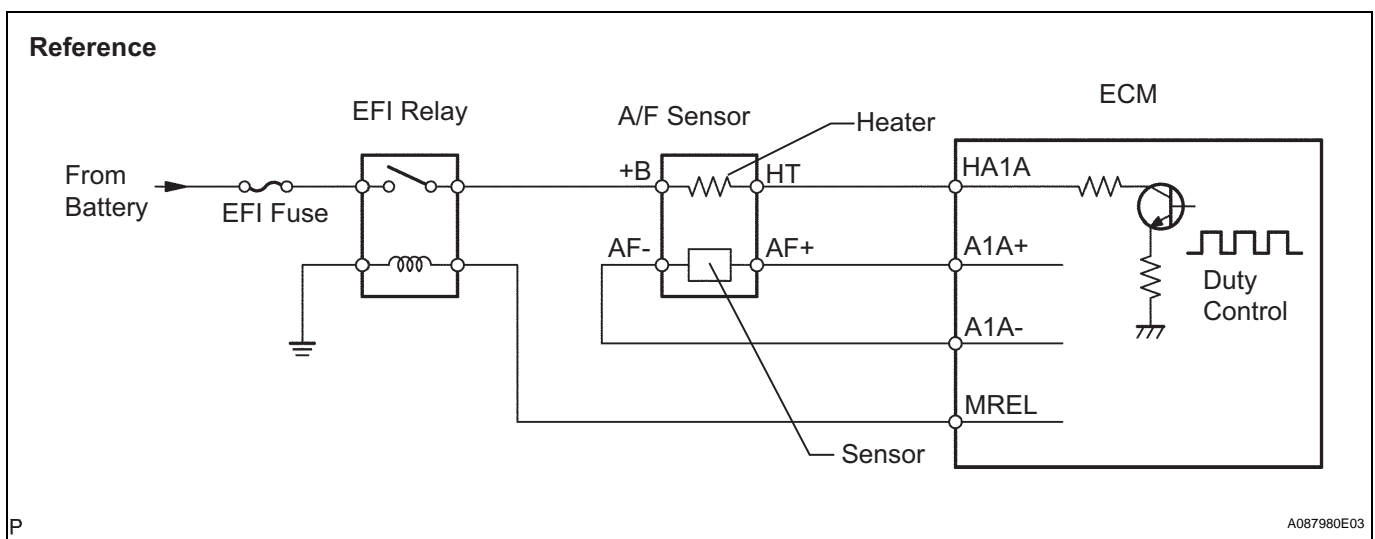 Reference
ECM
EFI Relay
A/F Sensor
Heater
From
Battery
EFI Fuse
+B
HT
HA1A
AF-
AF+
A1A+
Duty
Control
A1A-
MREL
Sensor
P
A087980E03